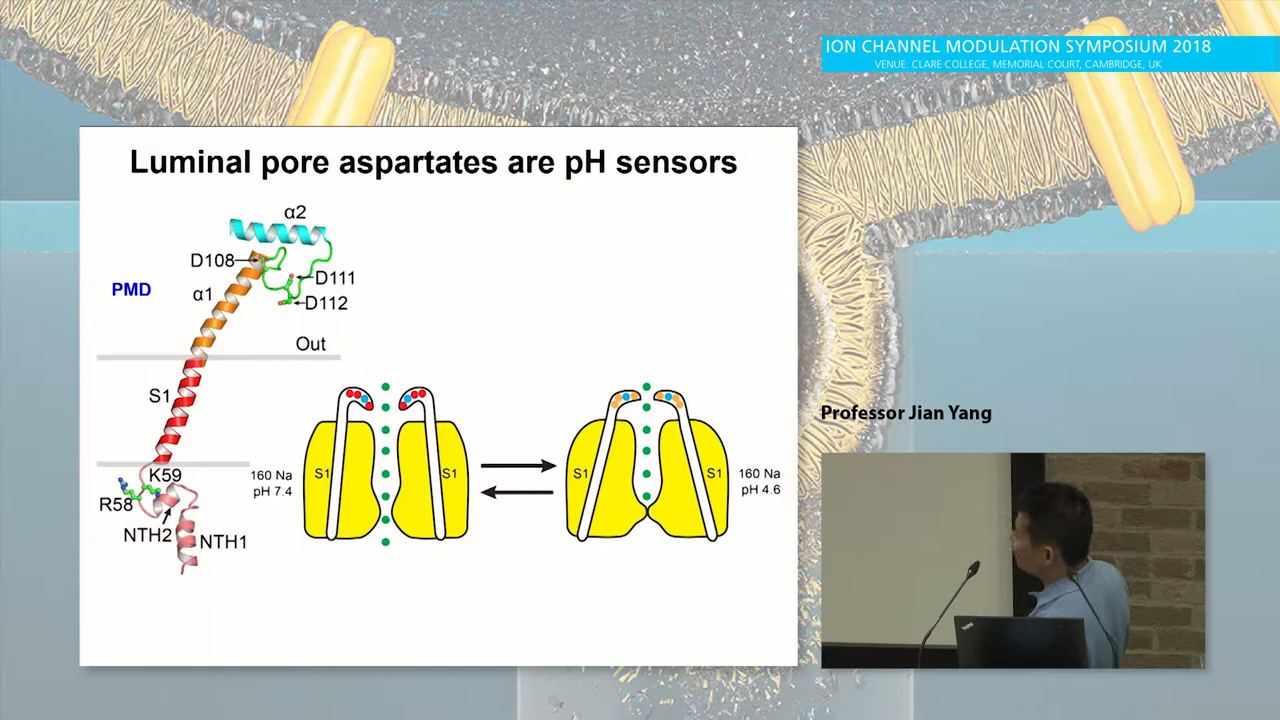 ION CHANNEL MODULATION SYMPOSIUM 2018
VENUE: CLARE COLLEGE, MEMORIAL COURT, CAMBRIDGE, UK
Luminal pore aspartates are pH sensors
α2
D108
D111
PMD
α1
D112
Out
S1
K59
R58
NTH2
NTH1
160 Na
pH 7.4
S1
S1
S1
S1
160 Na
pH 4.6
Professor Jian Yang